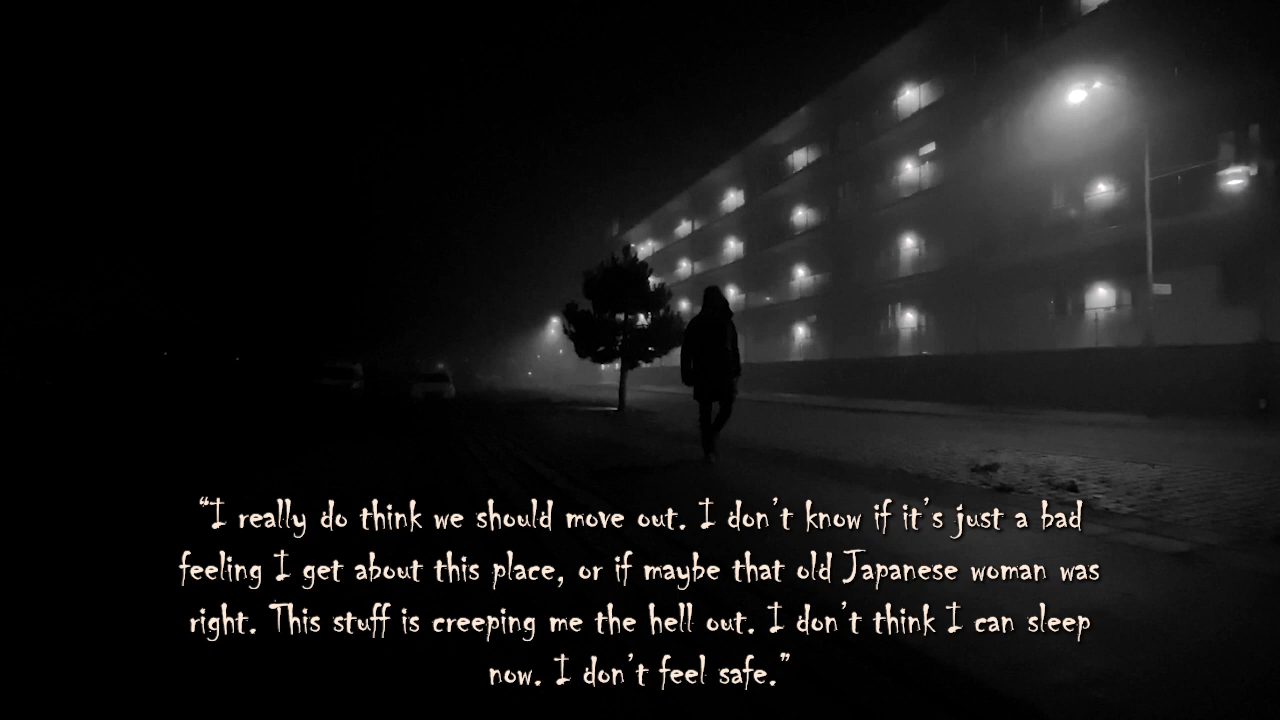 “I really do think we should move out. I don’t know if it’s just a bad
feeling I get about this place, or if maybe that old Japanese woman was
right. This stuff is creeping me the hell out. I don’t think I can sleep
now. I don’t feel safe.”